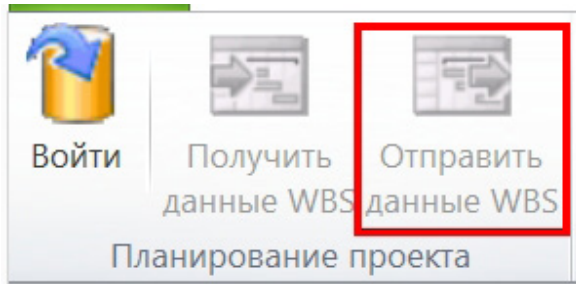 Войти
Получить
данные WBS
Отправить
данные WBS
Планирование проекта